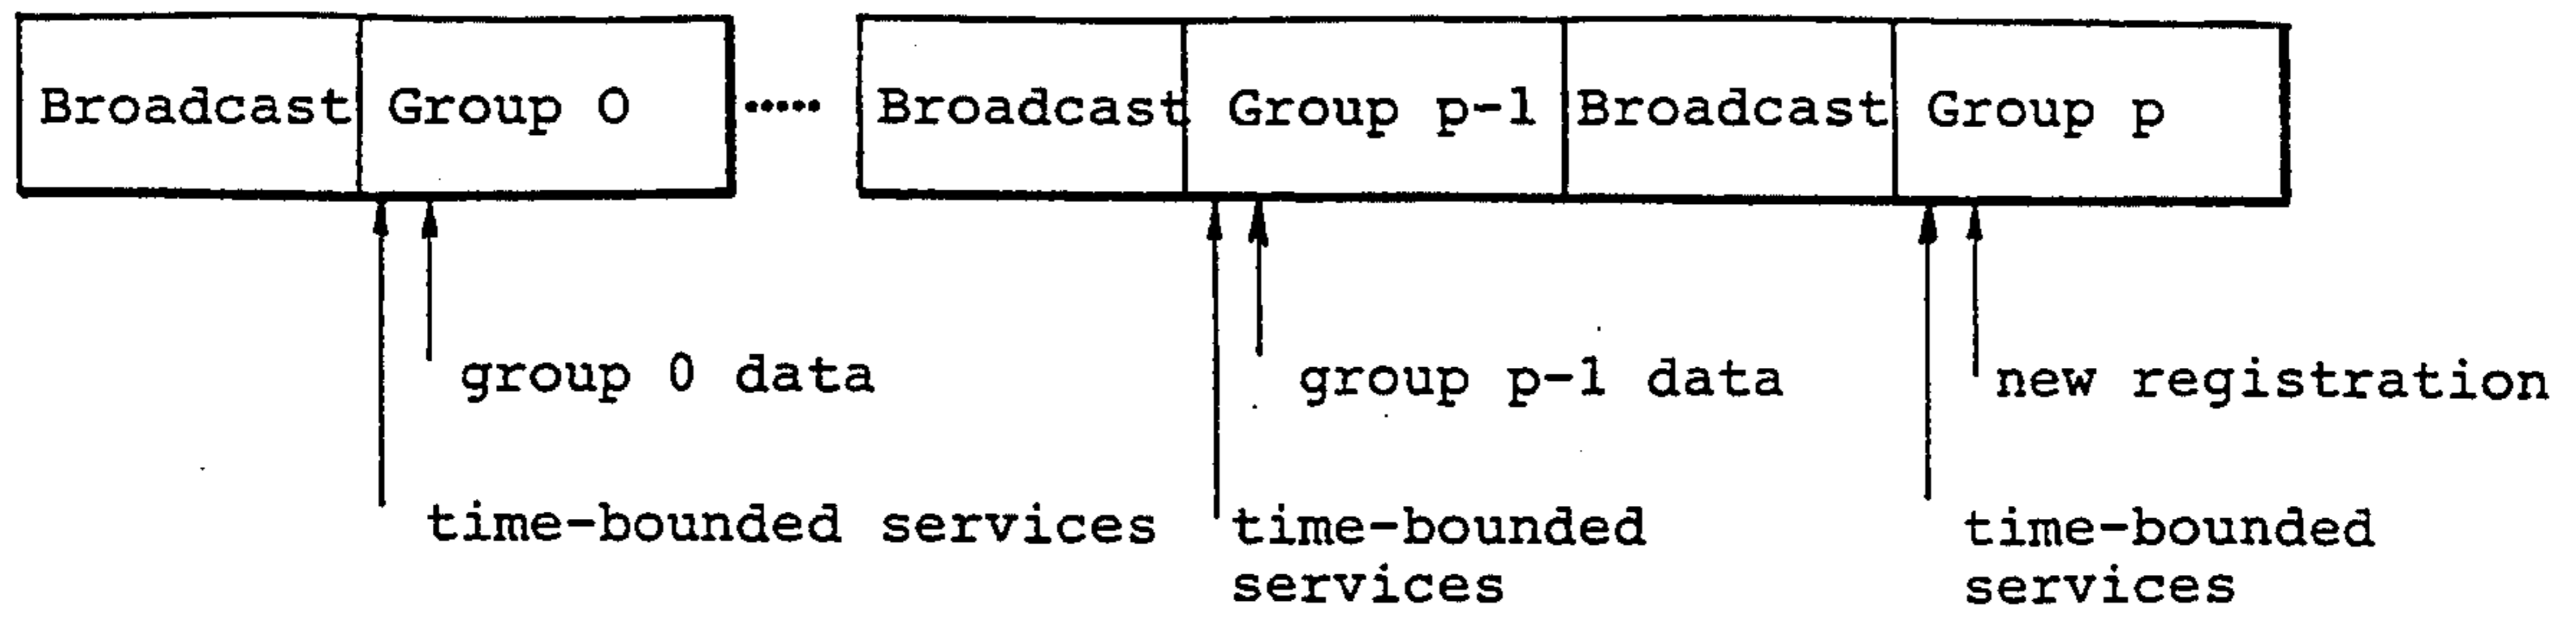 Broadcast Group 0 ..... Broadcast Group p-1 Broadcast Group p
group 0 data
group p-1 data
new registration
time-bounded services
time-bounded
services
time-bounded
services